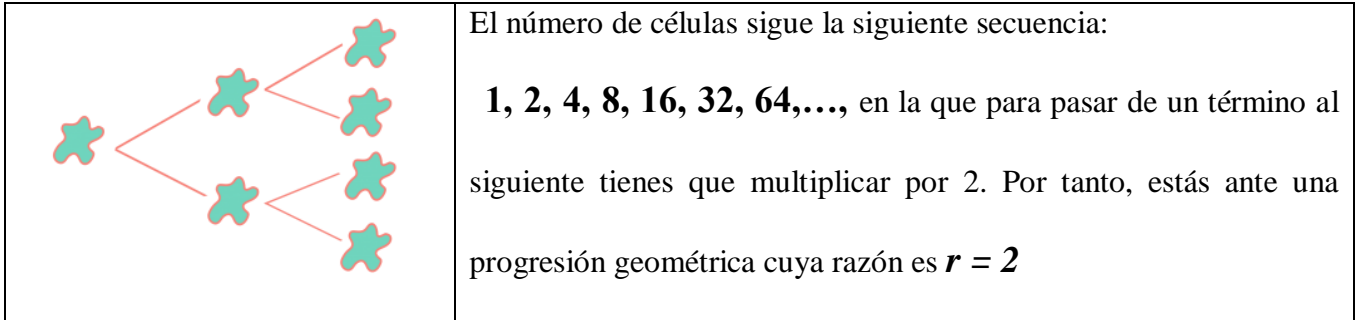 El número de células sigue la siguiente secuencia:
1, 2, 4, 8, 16, 32, 64,…, en la que para pasar de un término al
siguiente tienes que multiplicar por 2. Por tanto, estás ante una
progresión geométrica cuya razón es r = 2